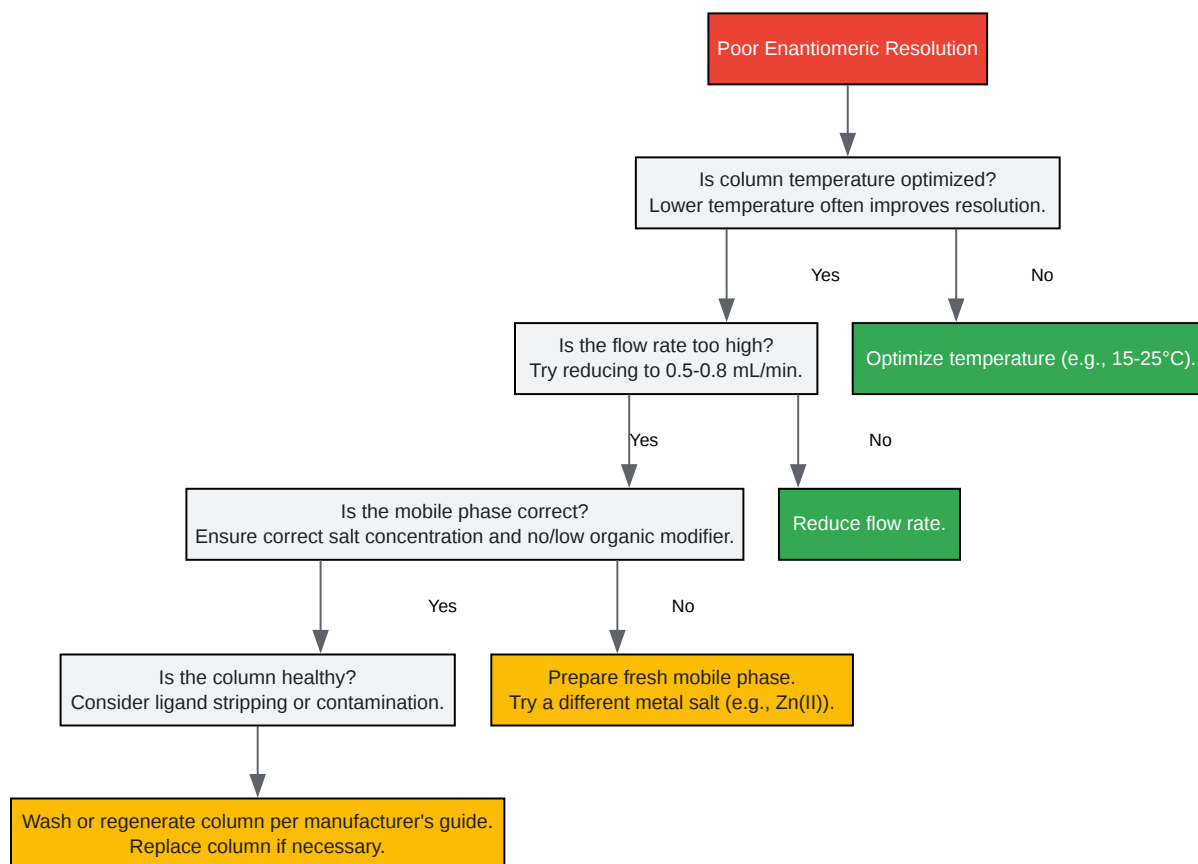 Poor Enantiomeric Resolution
Is column temperature optimized?
Lower temperature often improves resolution.
Yes
No
Is the flow rate too high?
Try reducing to 0.5-0.8 mL/min.
Optimize temperature (e.g., 15-25°C).
Yes
No
Is the mobile phase correct?
Ensure correct salt concentration and no/low organic modifier.
Reduce flow rate.
Yes
No
Is the column healthy?
Consider ligand stripping or contamination.
Prepare fresh mobile phase.
Try a different metal salt (e.g., Zn(II)).
Wash or regenerate column per manufacturer's guide.
Replace column if necessary.